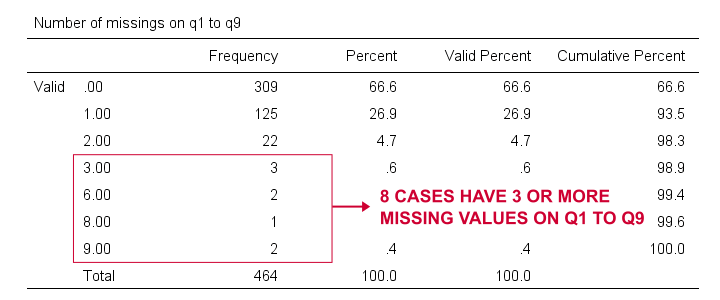 Number of missings on q1 to q9
Frequency Percent Valid Percent Cumulative Percent
Valid .00 309 66.6 66.6 66.6
1.00 125 26.9 26.9 93.5
2.00 22 4.7 4.7 98.3
3.00 3 .6 .6 98.9
6.00 2 8 CASES HAVE 3 OR MORE 99.4
8.00 1 MISSING VALUES ON Q1 TO Q9 99.6
9.00 2 .4 .4 100.0
Total 464 100.0 100.0